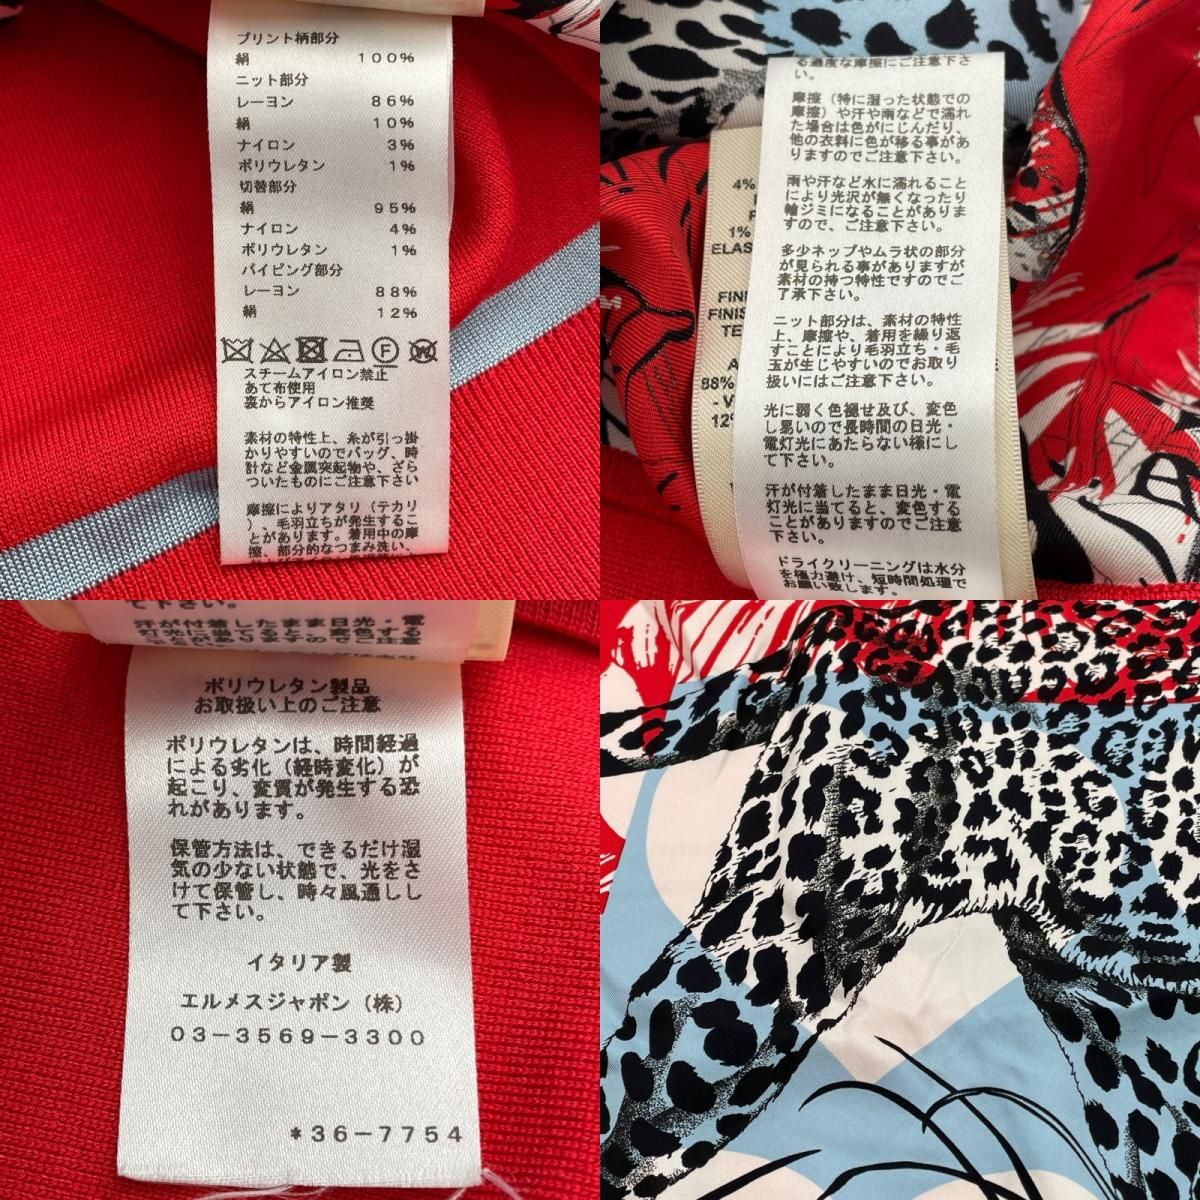 プリント柄部分
絹 100%
ニット部分
レーヨン 86%
絹 10%
ナイロン 3%
ポリウレタン 1%
切替部分
絹 95%
ナイロン 4%
ポリウレタン 1%
パイピング部分
レーヨン 88%
絹 12%
F
スチームアイロン禁止
あて布使用
裏からアイロン推奨
素材の特性上、糸が引っ掛
かりやすいのでバッグ、時
計など金属突起物や、ざら
ついたものにご注意下さい
摩擦によりアタリ(テカリ
)、毛羽立ちが発生するこ
とがあります。着用中の摩
擦、部分的なつまみ洗い、
る過度な摩擦にご注意下さ
い。
摩擦(特に湿った状態での
摩擦)や汗や雨などで濡れ
た場合は色がにじんだり、
他の衣料に色が移る事があ
りますのでご注意下さい。
雨や汗など水に濡れること
により光沢が無くなったり
輪ジミになることがありま
すので、ご注意下さい。
多少ネップやムラ状の部分
が見られる事がありますが
素材の持つ特性ですのでご
了承下さい。
ニット部分は、素材の特性
上、摩擦や、着用を繰り返
すことにより毛羽立ち・毛
玉が生じやすいのでお取り
扱いにはご注意下さい。
光に弱く色褪せ及び、変色
し易いので長時間の日光・
電灯光にあたらない様にし
て下さい。
汗が付着したまま日光・電
灯光に当てると、変色する
ことがありますのでご注意
下さい。
ドライクリーニングは水分
を極力避け、短時間処理で
お願い致します。
4%
1%
ELAS
FIN
FINIS
TE
A
88%
- V
12%
E
て下さい。
汗が付着したまま日光・電
灯光に当てると、変色する
ポリウレタン製品
お取扱い上のご注意
ポリウレタンは、時間経過
による劣化(経時変化)が
起こり、変質が発生する恐
れがあります。
保管方法は、できるだけ湿
気の少ない状態で、光をさ
けて保管し、時々風通しし
て下さい。
イタリア製
エルメスジャポン(株)
03-3569-3300
*36-7754